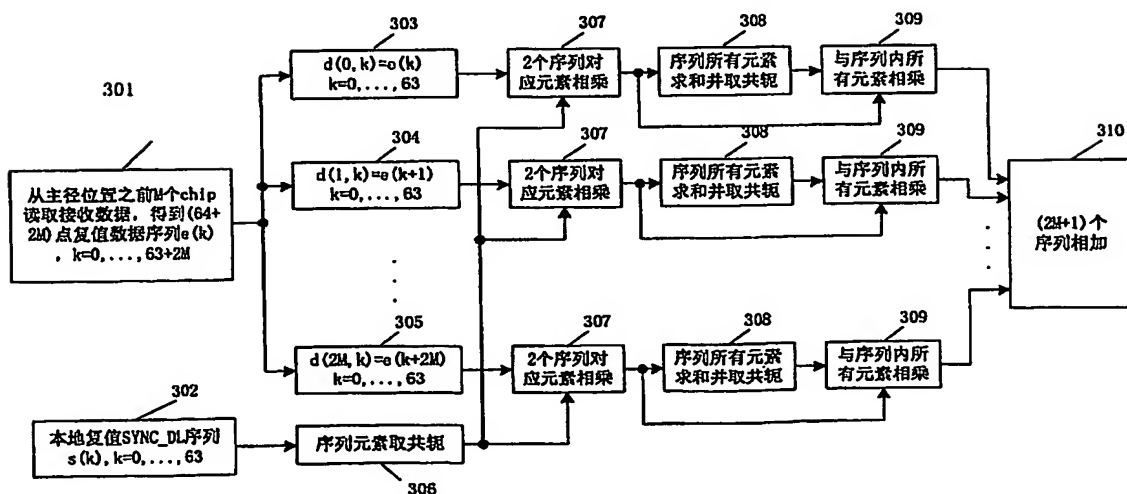 301
从主径位置之前M个chip
读取接收数据，得到(64+
2M)点复值数据序列e(k)
，k=0,...,63+2M
302
本地复值SYNC_DL序列
s(k),k=0,...,63
303
d(0,k)=e(k)
k=0,...,63
304
d(1,k)=e(k+1)
k=0,...,63
305
d(2M,k)=e(k+2M)
k=0,...,63
序列元素取共轭
306
307
2个序列对
应元素相乘
308
序列所有元素
求和并取共轭
309
与序列内所
有元素相乘
307
2个序列对
应元素相乘
308
序列所有元素
求和并取共轭
309
与序列内所
有元素相乘
307
2个序列对
应元素相乘
308
序列所有元素
求和并取共轭
309
与序列内所
有元素相乘
310
(2M+1)个
序列相加